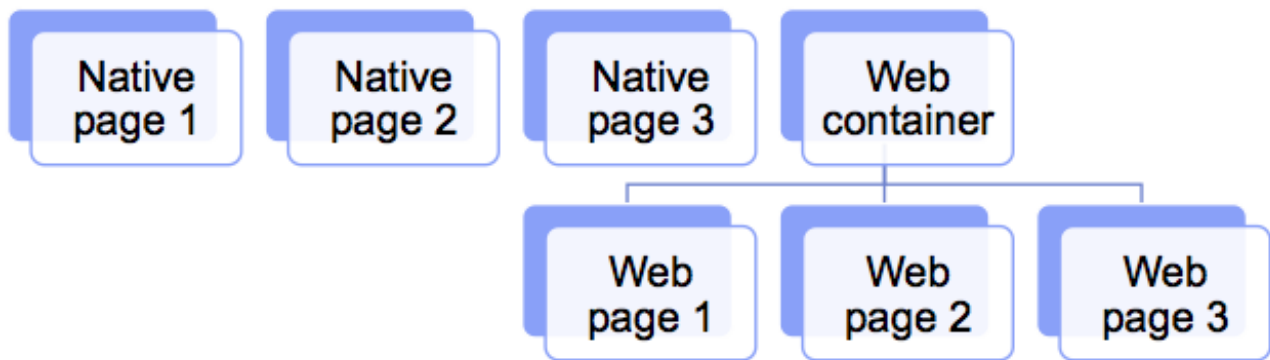 Native
page 1
Native
page 2
Native
page 3
Web
container
Web
page 1
Web
page 2
Web
page 3